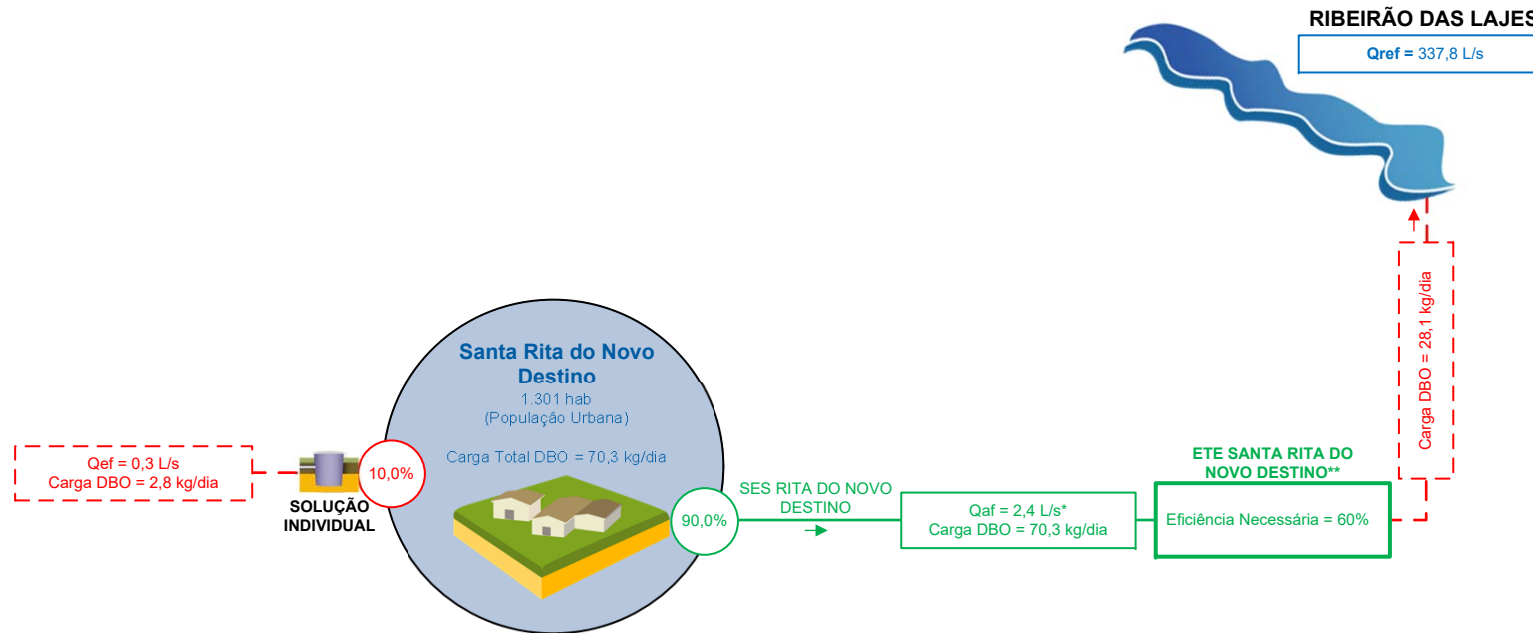 RIBEIRÃO DAS LAJES
Qref = 337,8 L/s
Carga DBO = 28,1 kg/dia
Santa Rita do Novo
Destino
1.301 hab
(População Urbana)
Carga Total DBO = 70,3 kg/dia
Qef = 0,3 L/s
Carga DBO = 2,8 kg/dia
SOLUÇÃO
INDIVIDUAL
10,0%
90,0%
SES RITA DO NOVO
DESTINO
Qaf = 2,4 L/s*
Carga DBO = 70,3 kg/dia
ETE SANTA RITA DO
NOVO DESTINO**
Eficiência Necessária = 60%